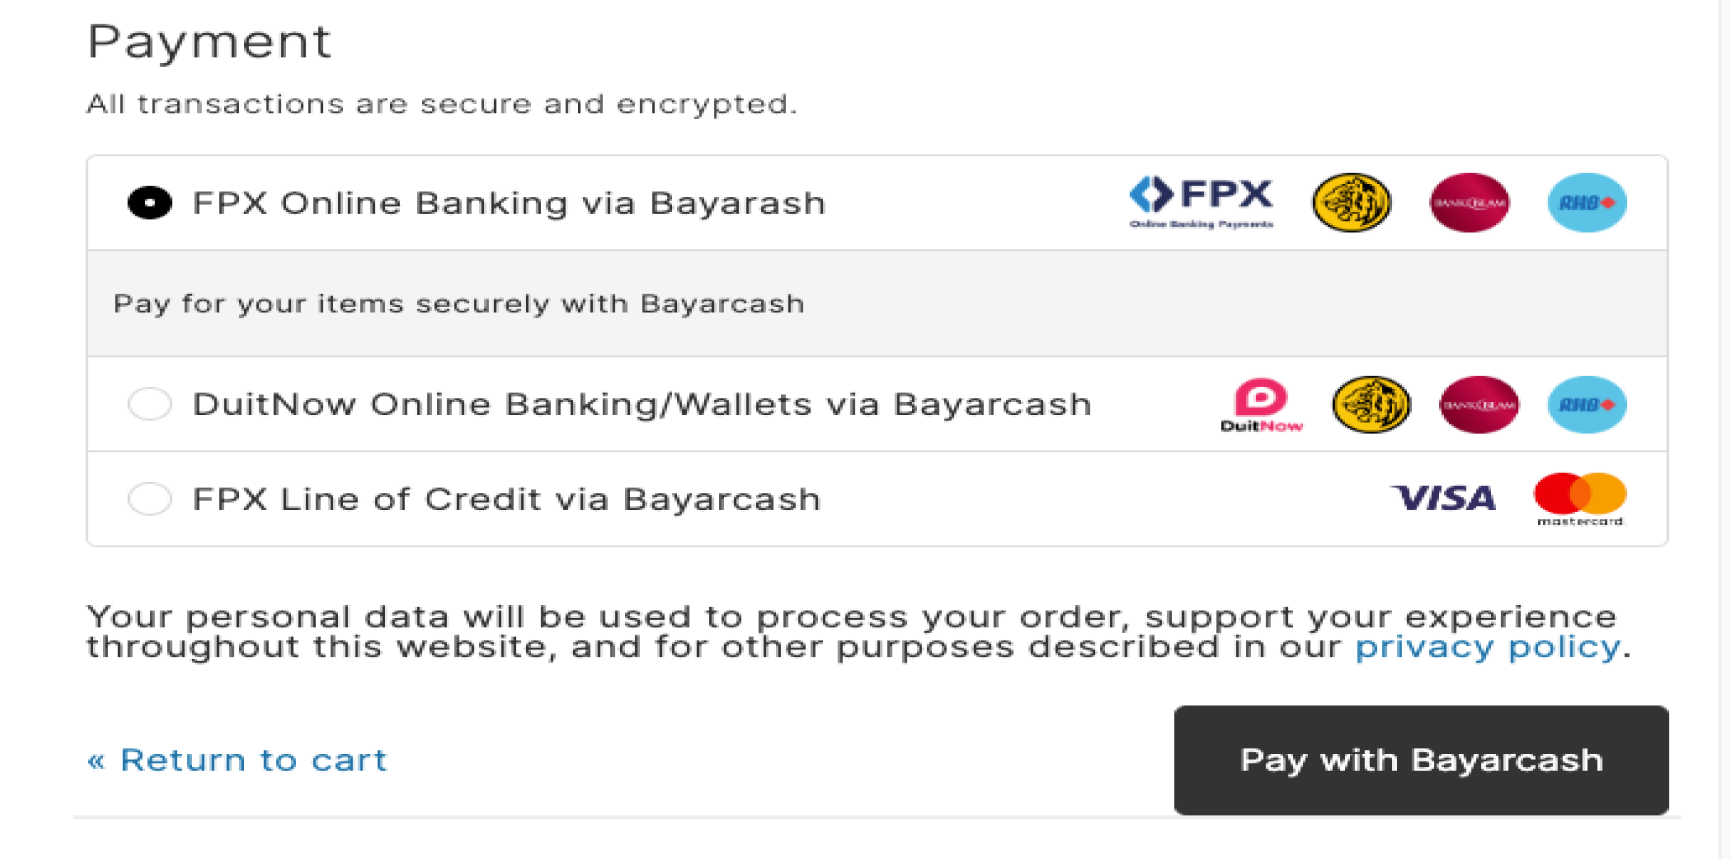 Payment
All transactions are secure and encrypted.
FPX Online Banking via Bayarash
FPX
Online Banking Payments
BANK ISLAM
RHB
Pay for your items securely with Bayarcash
DuitNow Online Banking/Wallets via Bayarcash
DuitNow
BANK ISLAM
RHB
FPX Line of Credit via Bayarcash
VISA
mastercard
Your personal data will be used to process your order, support your experience
throughout this website, and for other purposes described in our privacy policy.
« Return to cart
Pay with Bayarcash